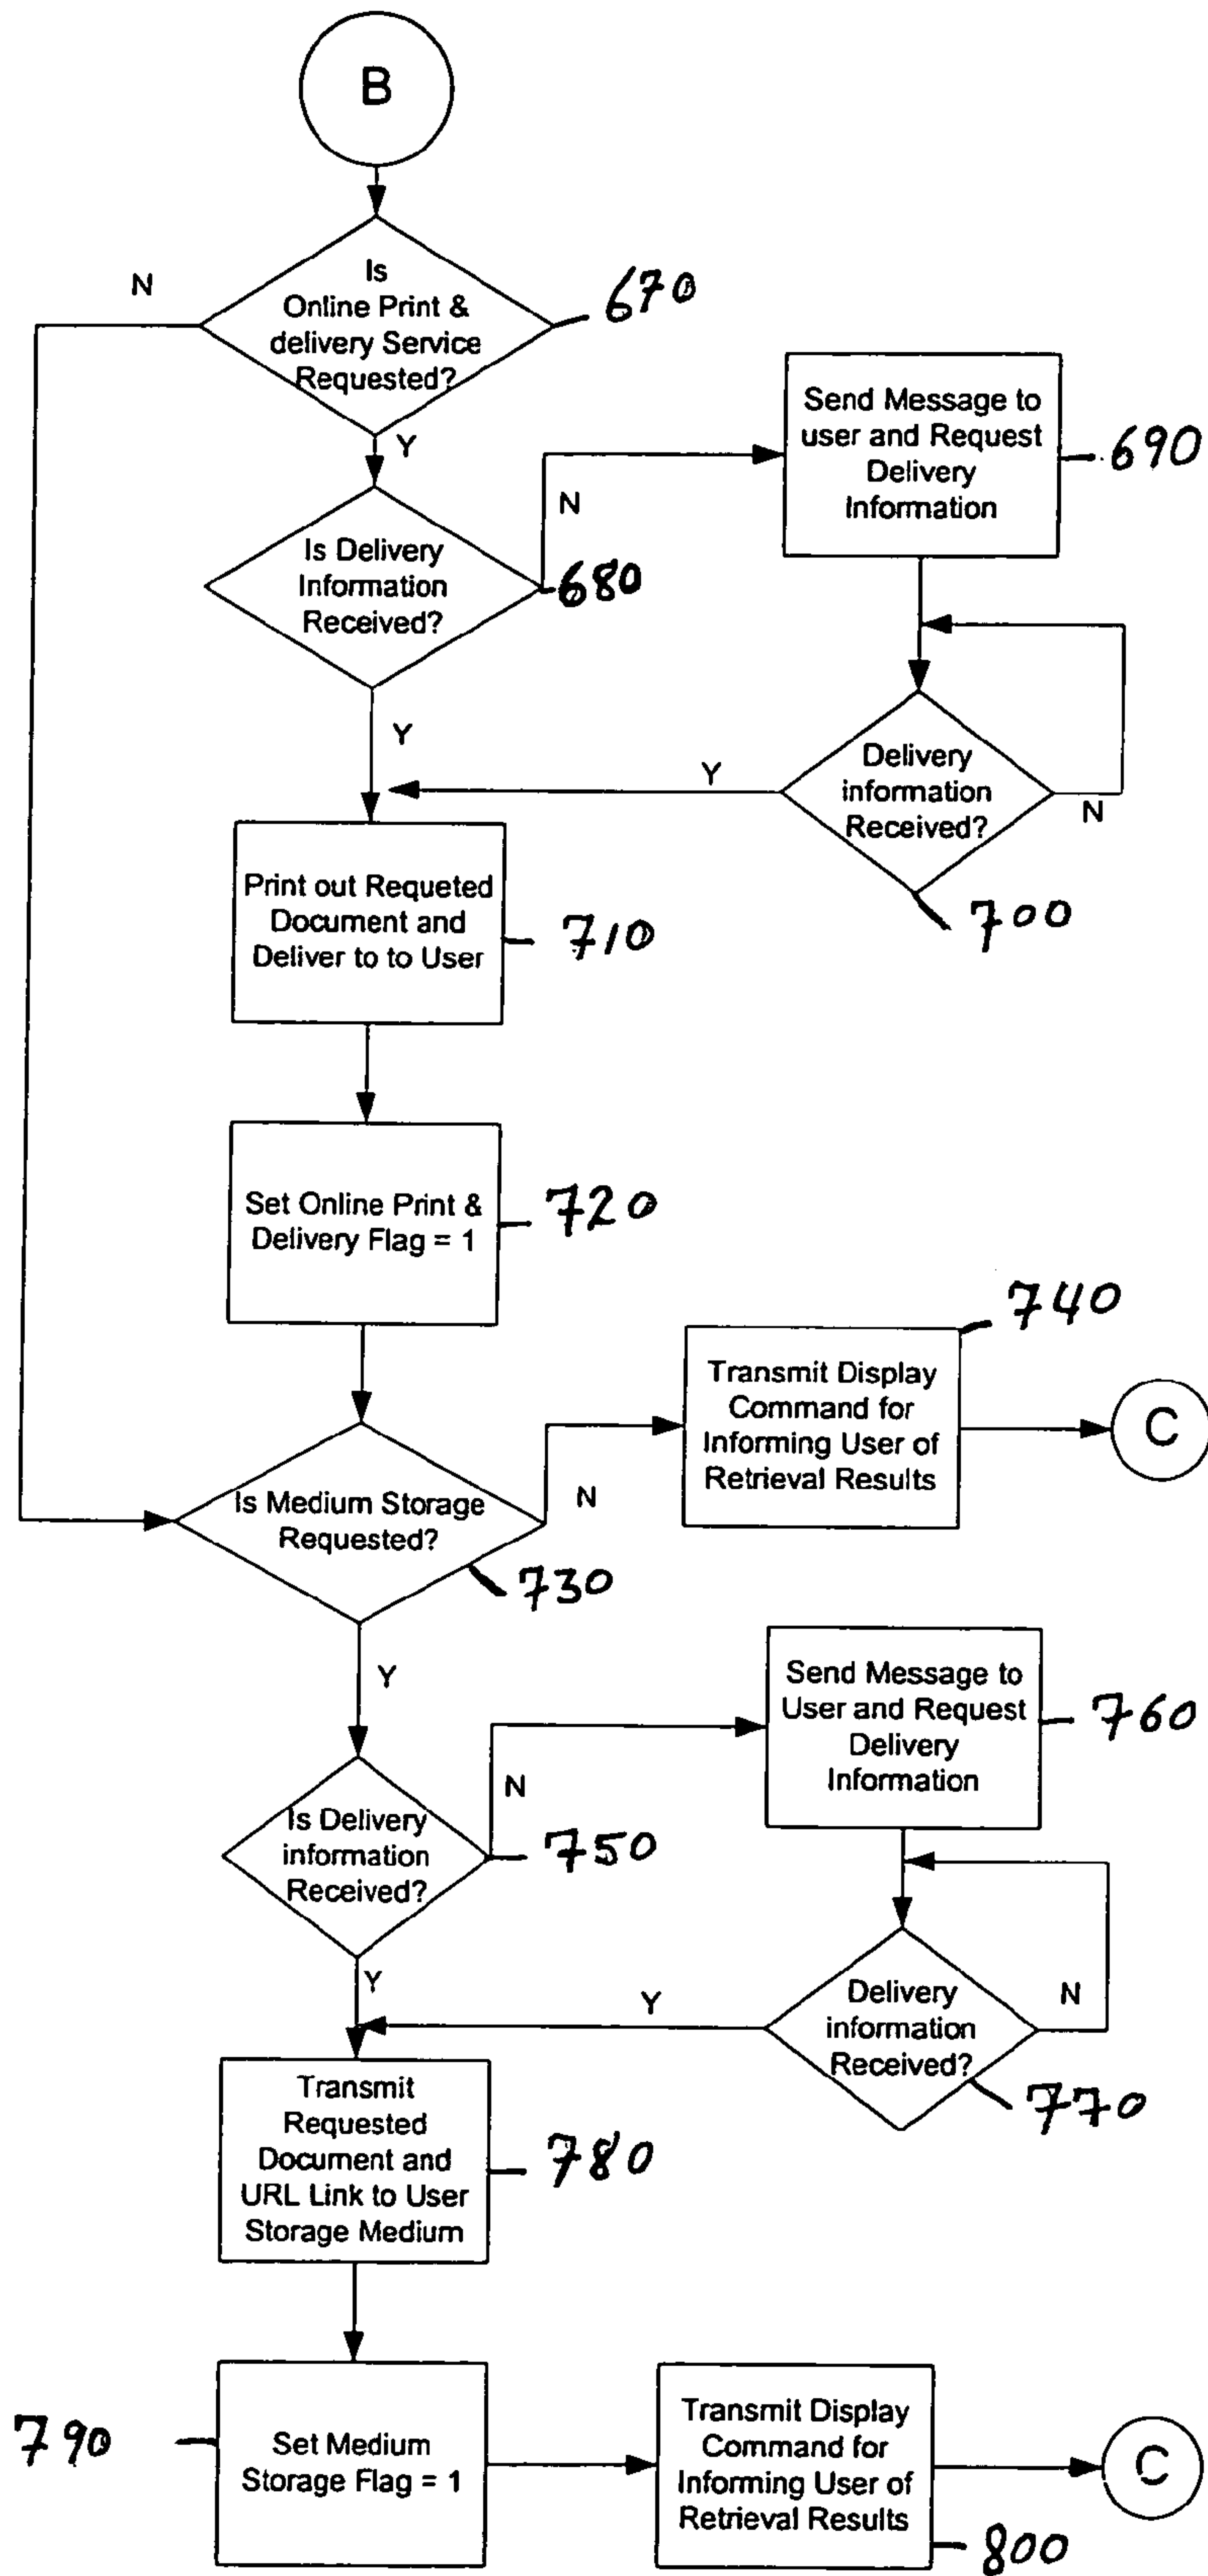 B
Is
Online Print &
delivery Service
Requested?
670
N
Y
Send Message to
user and Request
Delivery
Information
690
N
Is Delivery
Information
Received?
680
Y
Delivery
information
Received?
Y
N
700
Print out Requeted
Document and
Deliver to to User
710
Set Online Print &
Delivery Flag = 1
720
740
Transmit Display
Command for
Informing User of
Retrieval Results
C
Is Medium Storage
Requested?
N
730
Y
Send Message to
User and Request
Delivery
Information
760
N
Is Delivery
information
Received?
750
Y
Delivery
information
Received?
Y
N
770
Transmit
Requested
Document and
URL Link to User
Storage Medium
780
790
Set Medium
Storage Flag = 1
Transmit Display
Command for
Informing User of
Retrieval Results
800
C